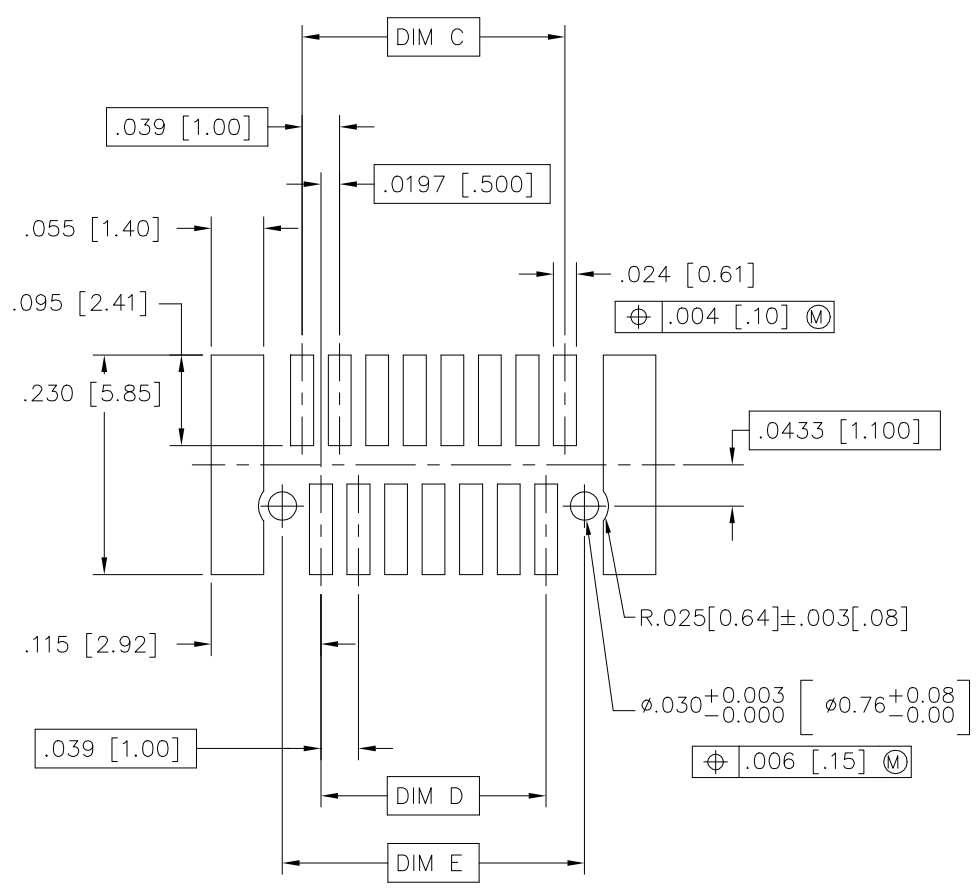 DIM C
.039 [1.00]
.0197 [.500]
.055 [1.40]
.024 [0.61]
.095 [2.41]
⌖ .004 [.10] Ⓜ
.230 [5.85]
.0433 [1.100]
R.025[0.64]±.003[.08]
.115 [2.92]
⌀.030 +0.003 -0.000 [ ⌀0.76 +0.08 -0.00 ]
.039 [1.00]
⌖ .006 [.15] Ⓜ
DIM D
DIM E